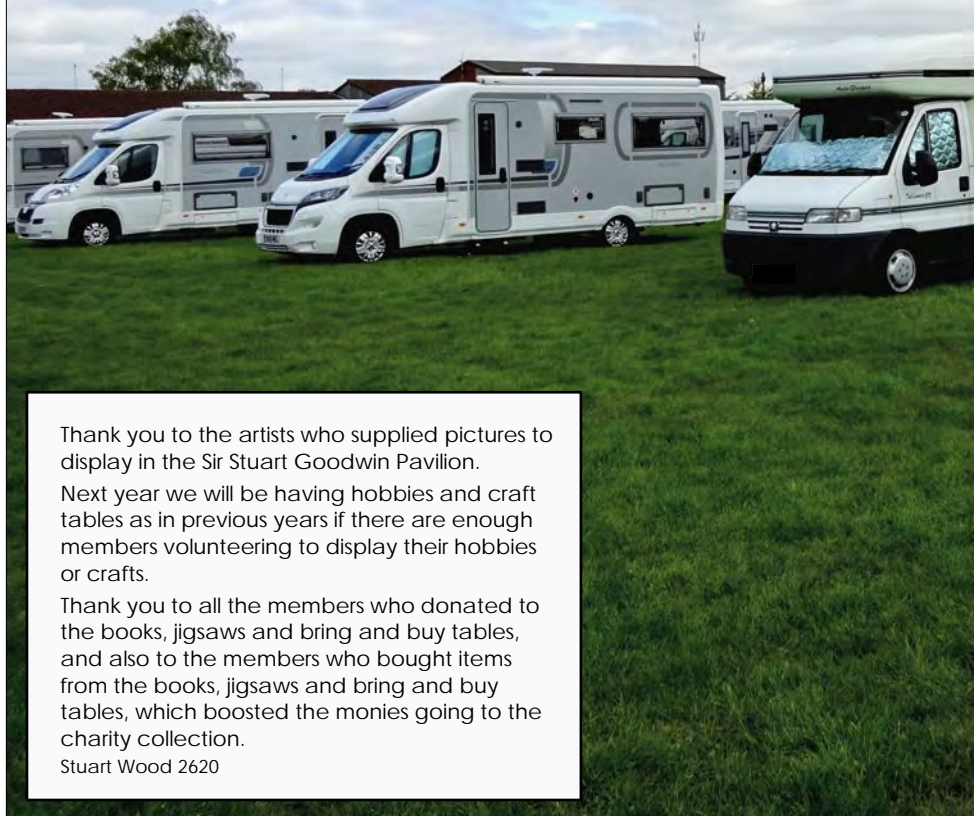 Thank you to the artists who supplied pictures to
display in the Sir Stuart Goodwin Pavilion.
Next year we will be having hobbies and craft
tables as in previous years if there are enough
members volunteering to display their hobbies
or crafts.
Thank you to all the members who donated to
the books, jigsaws and bring and buy tables,
and also to the members who bought items
from the books, jigsaws and bring and buy
tables, which boosted the monies going to the
charity collection.
Stuart Wood 2620